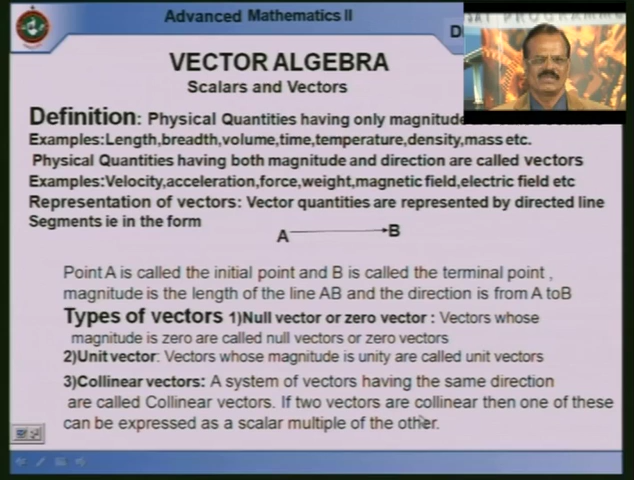 Advanced Mathematics II
D
VECTOR ALGEBRA
Scalars and Vectors
Definition: Physical Quantities having only magnitude
Examples:Length,breadth,volume,time,temperature,density,mass etc.
Physical Quantities having both magnitude and direction are called vectors
Examples:Velocity,acceleration,force,weight,magnetic field,electric field etc
Representation of vectors: Vector quantities are represented by directed line
Segments ie in the form
A B
Point A is called the initial point and B is called the terminal point ,
magnitude is the length of the line AB and the direction is from A toB
Types of vectors 1)Null vector or zero vector : Vectors whose
magnitude is zero are called null vectors or zero vectors
2)Unit vector: Vectors whose magnitude is unity are called unit vectors
3)Collinear vectors: A system of vectors having the same direction
are called Collinear vectors. If two vectors are collinear then one of these
can be expressed as a scalar multiple of the other.